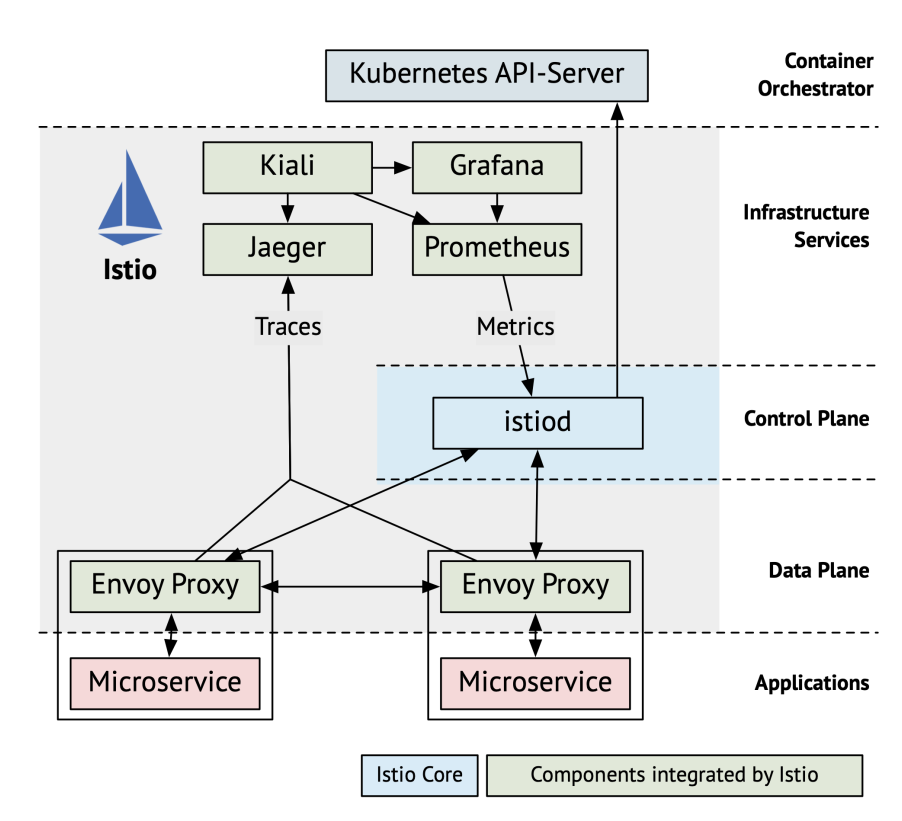 Kubernetes API-Server
Container
Orchestrator
Kiali
Grafana
Infrastructure
Services
Istio
Jaeger
Prometheus
Traces
Metrics
istiod
Control Plane
Envoy Proxy
Envoy Proxy
Data Plane
Microservice
Microservice
Applications
Istio Core
Components integrated by Istio